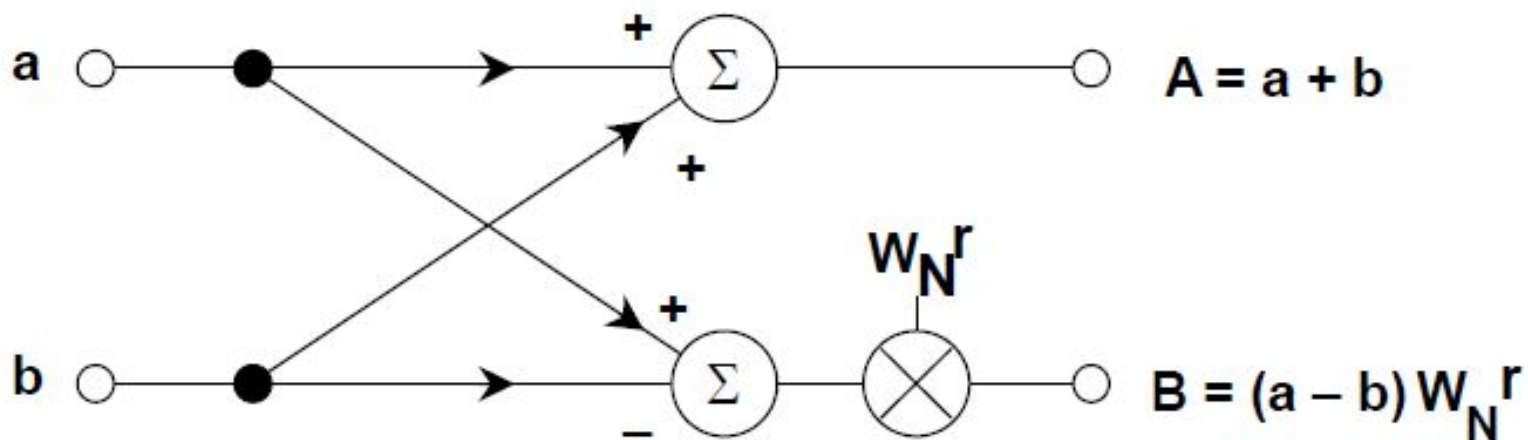 +
a Σ A = a + b
+
W_N^r
+
b Σ B = (a – b) W_N^r
–